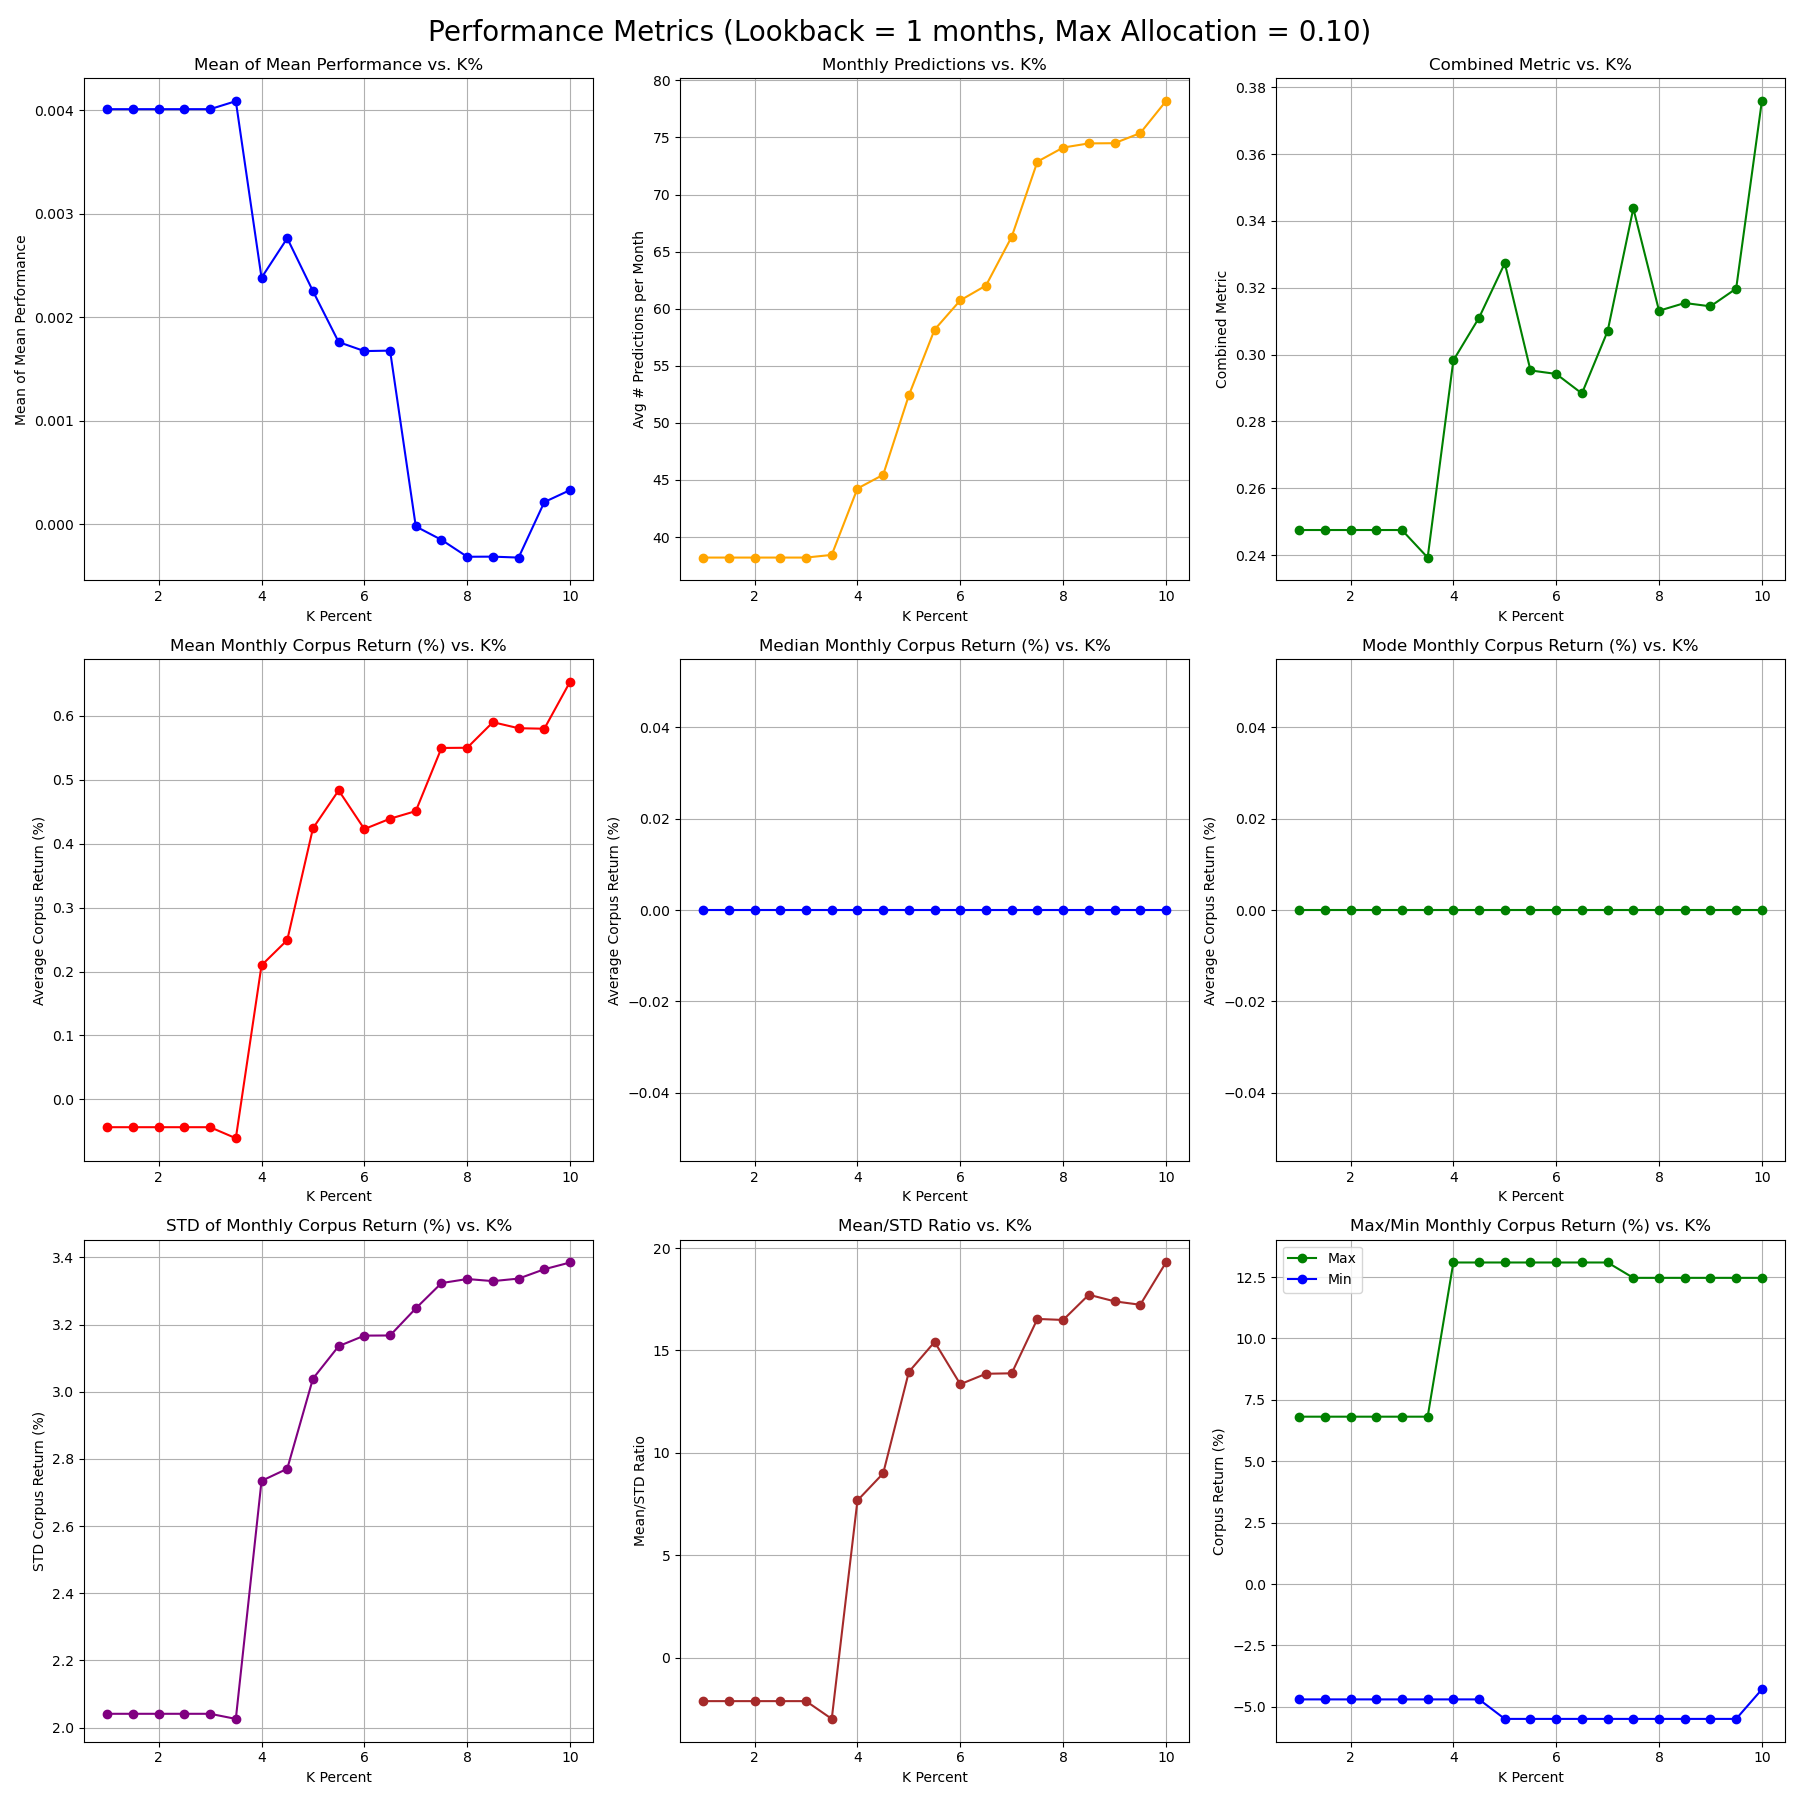 Performance Metrics (Lookback = 1 months, Max Allocation = 0.10)
Mean of Mean Performance vs. K%
Mean of Mean Performance
0.004
0.003
0.002
0.001
0.000
2 4 6 8 10
K Percent
Monthly Predictions vs. K%
Avg # Predictions per Month
80
75
70
65
60
55
50
45
40
2 4 6 8 10
K Percent
Combined Metric vs. K%
Combined Metric
0.38
0.36
0.34
0.32
0.30
0.28
0.26
0.24
2 4 6 8 10
K Percent
Mean Monthly Corpus Return (%) vs. K%
Average Corpus Return (%)
0.6
0.5
0.4
0.3
0.2
0.1
0.0
2 4 6 8 10
K Percent
Median Monthly Corpus Return (%) vs. K%
Average Corpus Return (%)
0.04
0.02
0.00
−0.02
−0.04
2 4 6 8 10
K Percent
Mode Monthly Corpus Return (%) vs. K%
Average Corpus Return (%)
0.04
0.02
0.00
−0.02
−0.04
2 4 6 8 10
K Percent
STD of Monthly Corpus Return (%) vs. K%
STD Corpus Return (%)
3.4
3.2
3.0
2.8
2.6
2.4
2.2
2.0
2 4 6 8 10
K Percent
Mean/STD Ratio vs. K%
Mean/STD Ratio
20
15
10
5
0
2 4 6 8 10
K Percent
Max/Min Monthly Corpus Return (%) vs. K%
Max
Min
Corpus Return (%)
12.5
10.0
7.5
5.0
2.5
0.0
−2.5
−5.0
2 4 6 8 10
K Percent